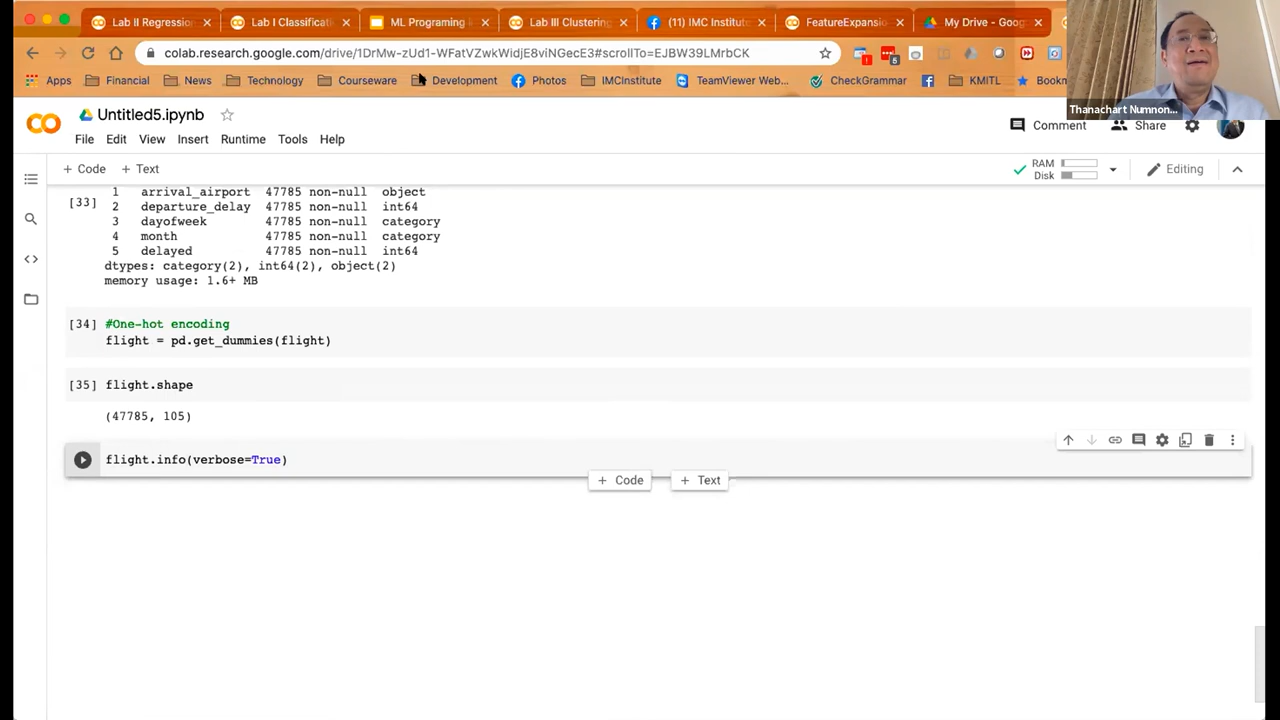 Lab II Regressio
Lab I Classificati
ML Programing i
Lab III Clustering
(11) IMC Institute
FeatureExpansio
My Drive - Goog
colab.research.google.com/drive/1DrMw-zUd1-WFatVZwkWidjE8viNGecE3#scrollTo=EJBW39LMrbCK
Apps
Financial
News
Technology
Courseware
Development
Photos
IMCInstitute
TeamViewer Web...
CheckGrammar
KMITL
Bookm
Thanachart Numnon...
Untitled5.ipynb
Comment
Share
File Edit View Insert Runtime Tools Help
+ Code + Text
RAM
Disk
Editing
[33]
1 arrival_airport 47785 non-null object
2 departure_delay 47785 non-null int64
3 dayofweek 47785 non-null category
4 month 47785 non-null category
5 delayed 47785 non-null int64
dtypes: category(2), int64(2), object(2)
memory usage: 1.6+ MB
[34] #One-hot encoding
flight = pd.get_dummies(flight)
[35] flight.shape
(47785, 105)
flight.info(verbose=True)
+ Code + Text